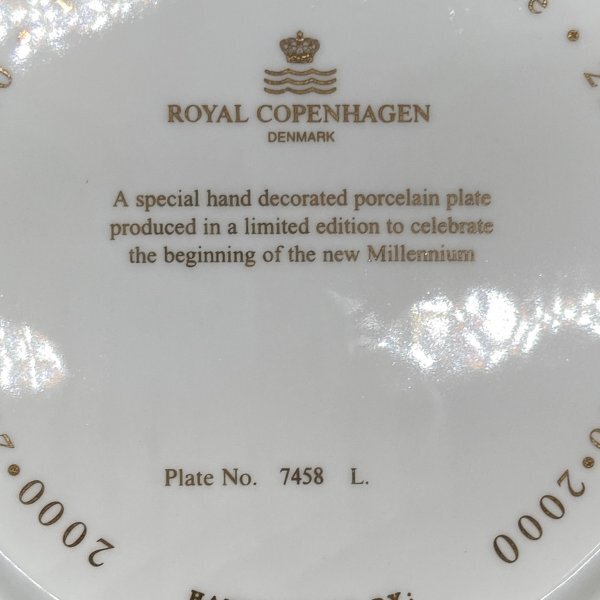 ROYAL COPENHAGEN
DENMARK
A special hand decorated porcelain plate
produced in a limited edition to celebrate
the beginning of the new Millennium
Plate No. 7458 L.
2000
2000